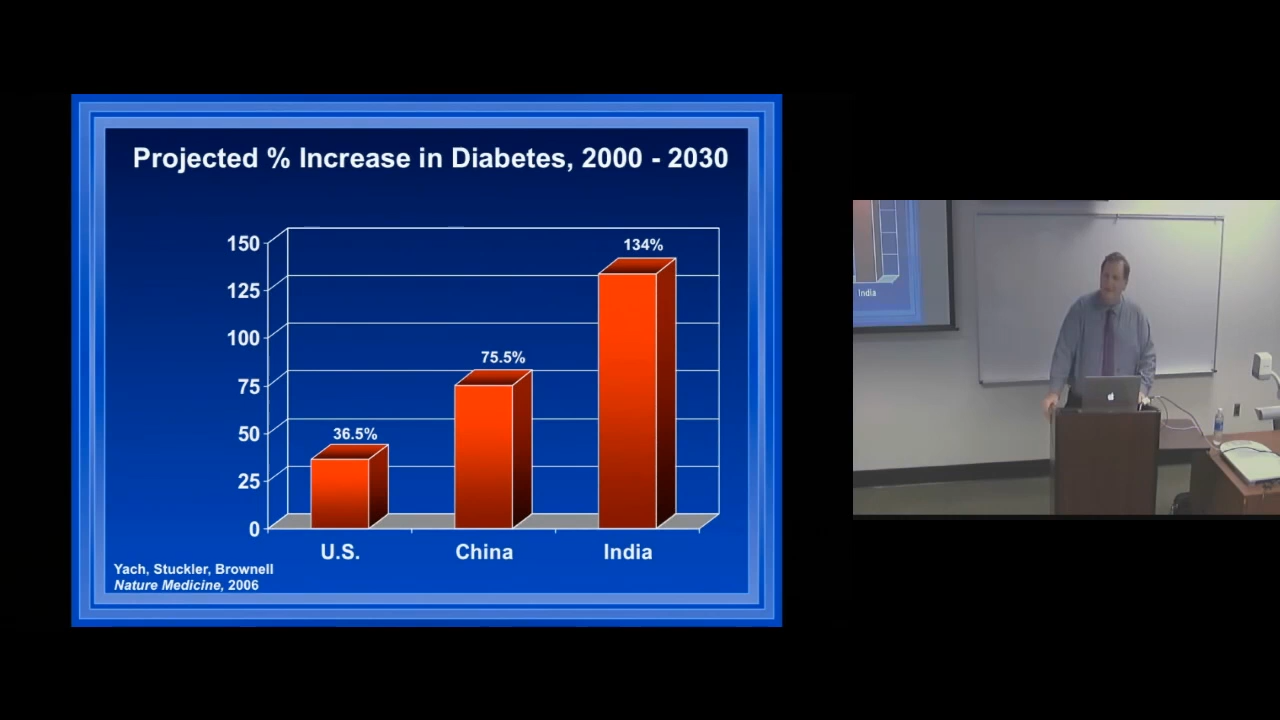 Projected % Increase in Diabetes, 2000 - 2030
150
125
100
75
50
25
0
36.5%
75.5%
134%
U.S.
China
India
Yach, Stuckler, Brownell
Nature Medicine, 2006
India